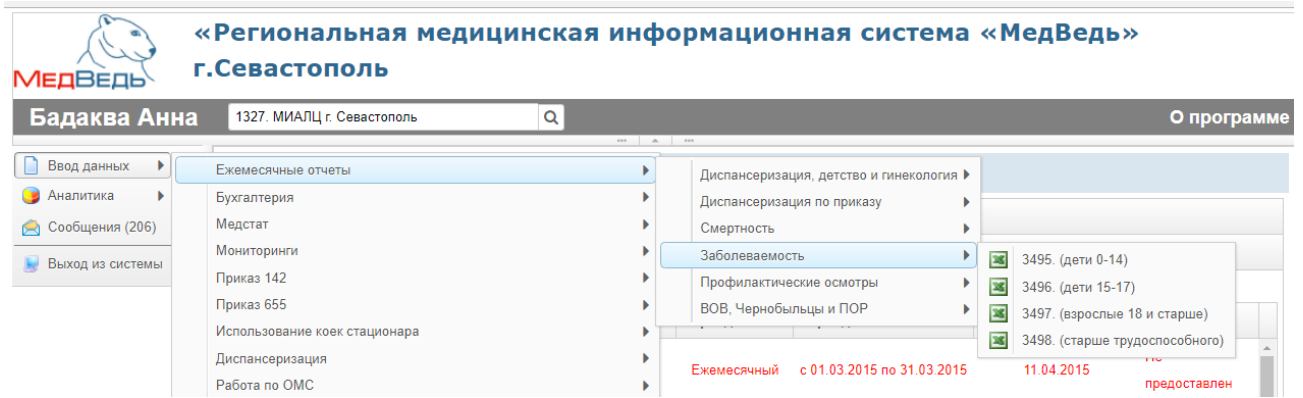 «Региональная медицинская информационная система «МедВедь»
г.Севастополь
МЕДВЕДЬ
Бадаква Анна
1327. МИАЛЦ г. Севастополь
О программе
Ввод данных
Аналитика
Сообщения (206)
Выход из системы
Ежемесячные отчеты
Бухгалтерия
Медстат
Мониторинги
Приказ 142
Приказ 655
Использование коек стационара
Диспансеризация
Работа по ОМС
Диспансеризация, детство и гинекология
Диспансеризация по приказу
Смертность
Заболеваемость
Профилактические осмотры
ВОВ, Чернобыльцы и ПОР
3495. (дети 0-14)
3496. (дети 15-17)
3497. (взрослые 18 и старше)
3498. (старше трудоспособного)
Ежемесячный с 01.03.2015 по 31.03.2015 11.04.2015
предоставлен